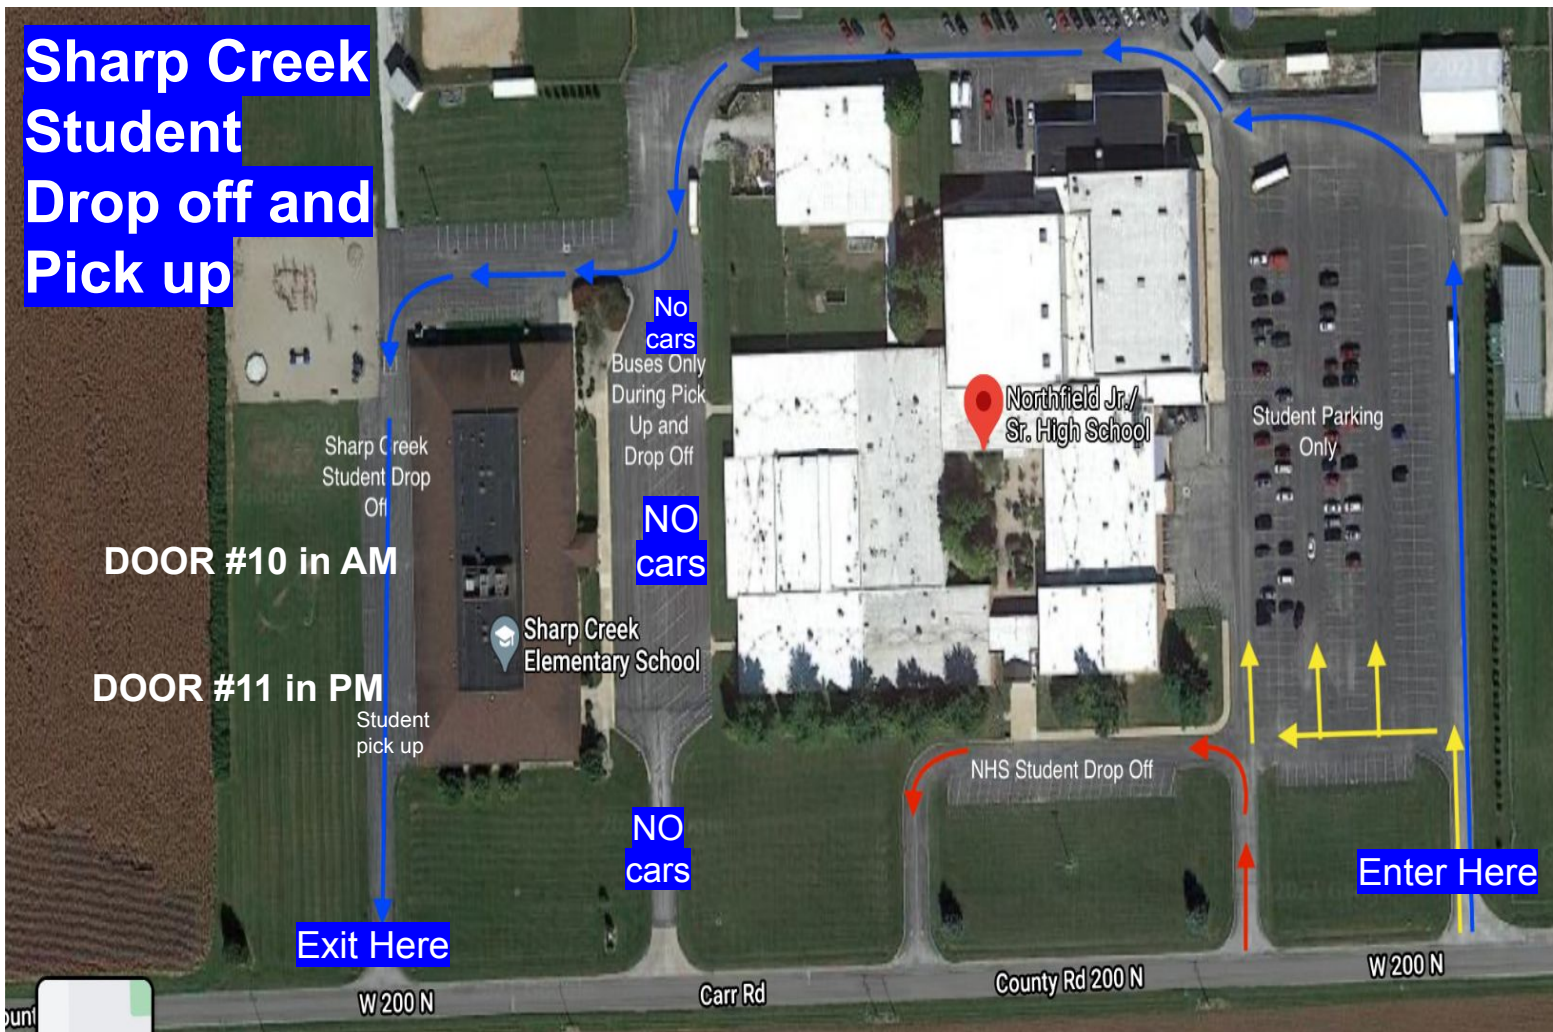 Sharp Creek
Student
Drop off and
Pick up
No
cars
Buses Only
During Pick
Up and
Drop Off
Northfield Jr./
Sr. High School
Student Parking
Only
Sharp Creek
Student Drop
Off
NO
cars
DOOR #10 in AM
Sharp Creek
Elementary School
DOOR #11 in PM
Student
pick up
NHS Student Drop Off
NO
cars
Enter Here
Exit Here
W 200 N
Carr Rd
County Rd 200 N
W 200 N